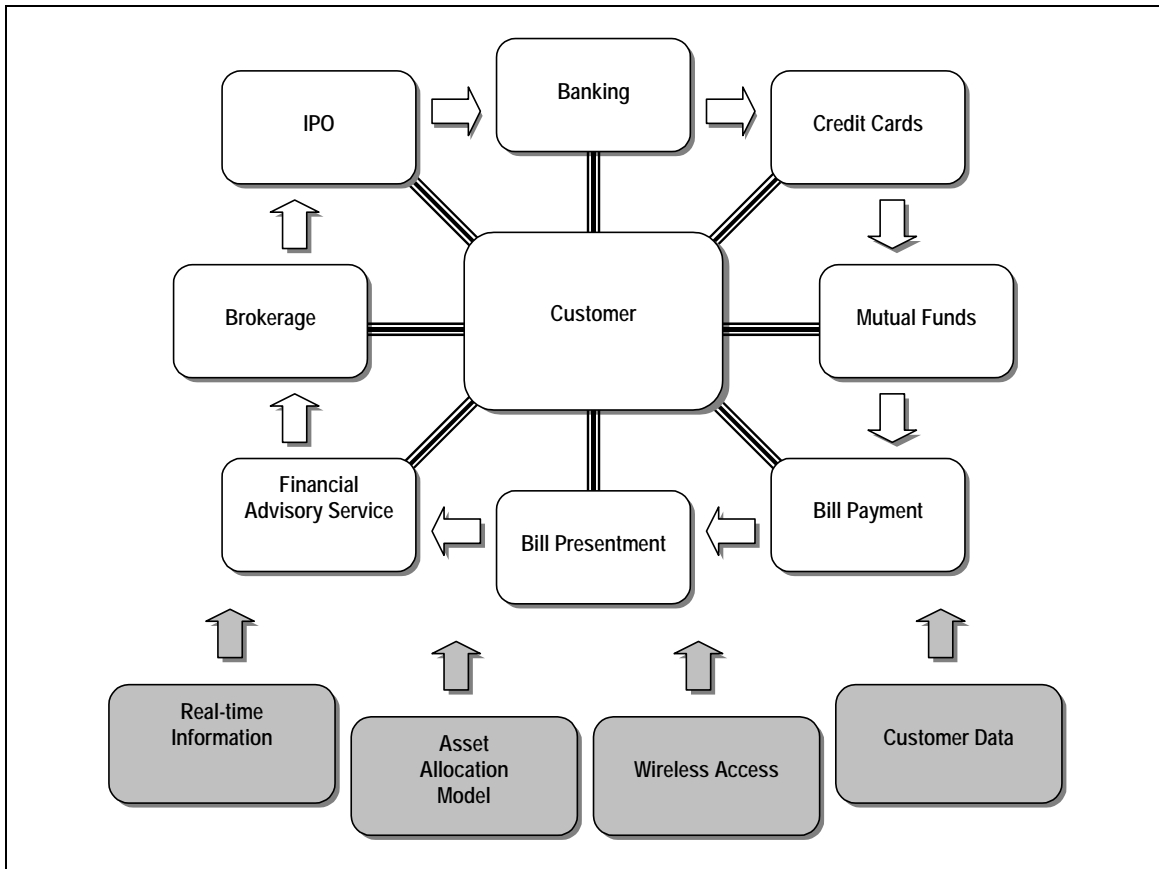 Banking
IPO
Credit Cards
Brokerage
Customer
Mutual Funds
Financial
Advisory Service
Bill Presentment
Bill Payment
Real-time
Information
Asset
Allocation
Model
Wireless Access
Customer Data